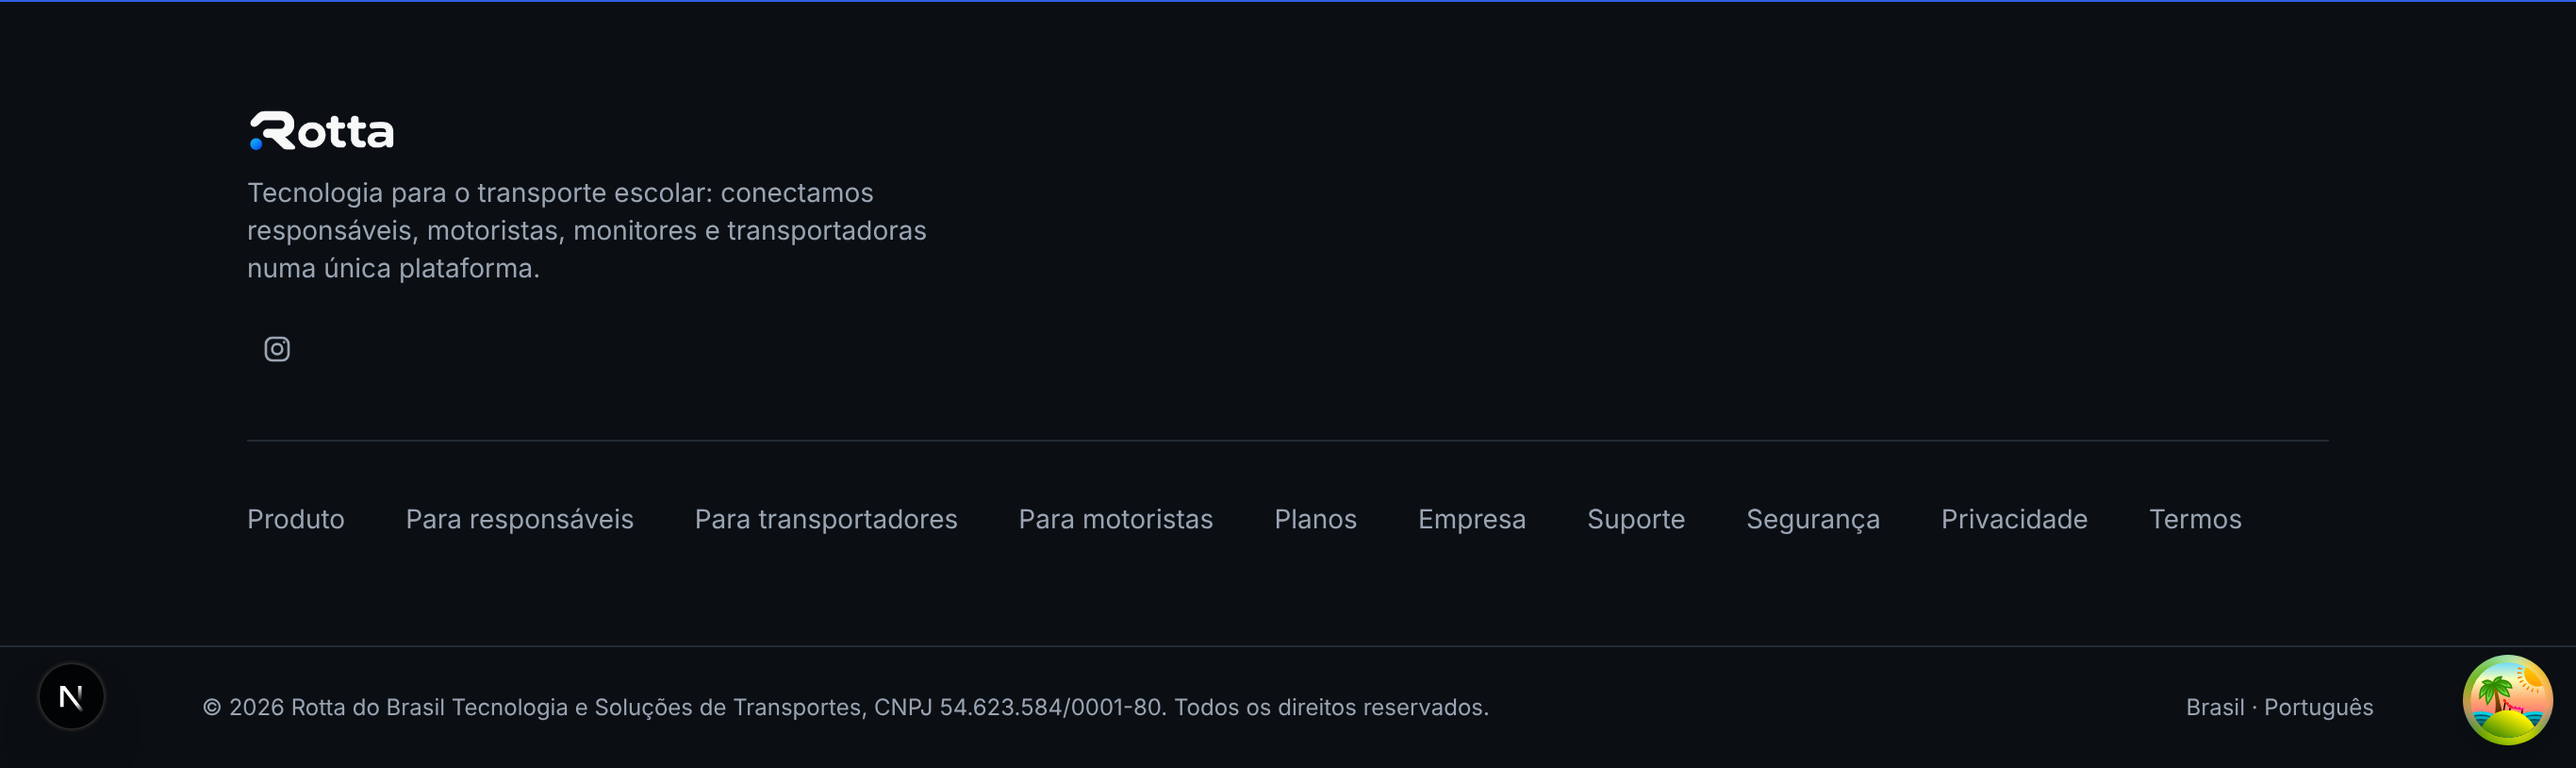 Rotta
Tecnologia para o transporte escolar: conectamos
responsáveis, motoristas, monitores e transportadoras
numa única plataforma.
Produto Para responsáveis Para transportadores Para motoristas Planos Empresa Suporte Segurança Privacidade Termos
N
© 2026 Rotta do Brasil Tecnologia e Soluções de Transportes, CNPJ 54.623.584/0001-80. Todos os direitos reservados.
Brasil · Português